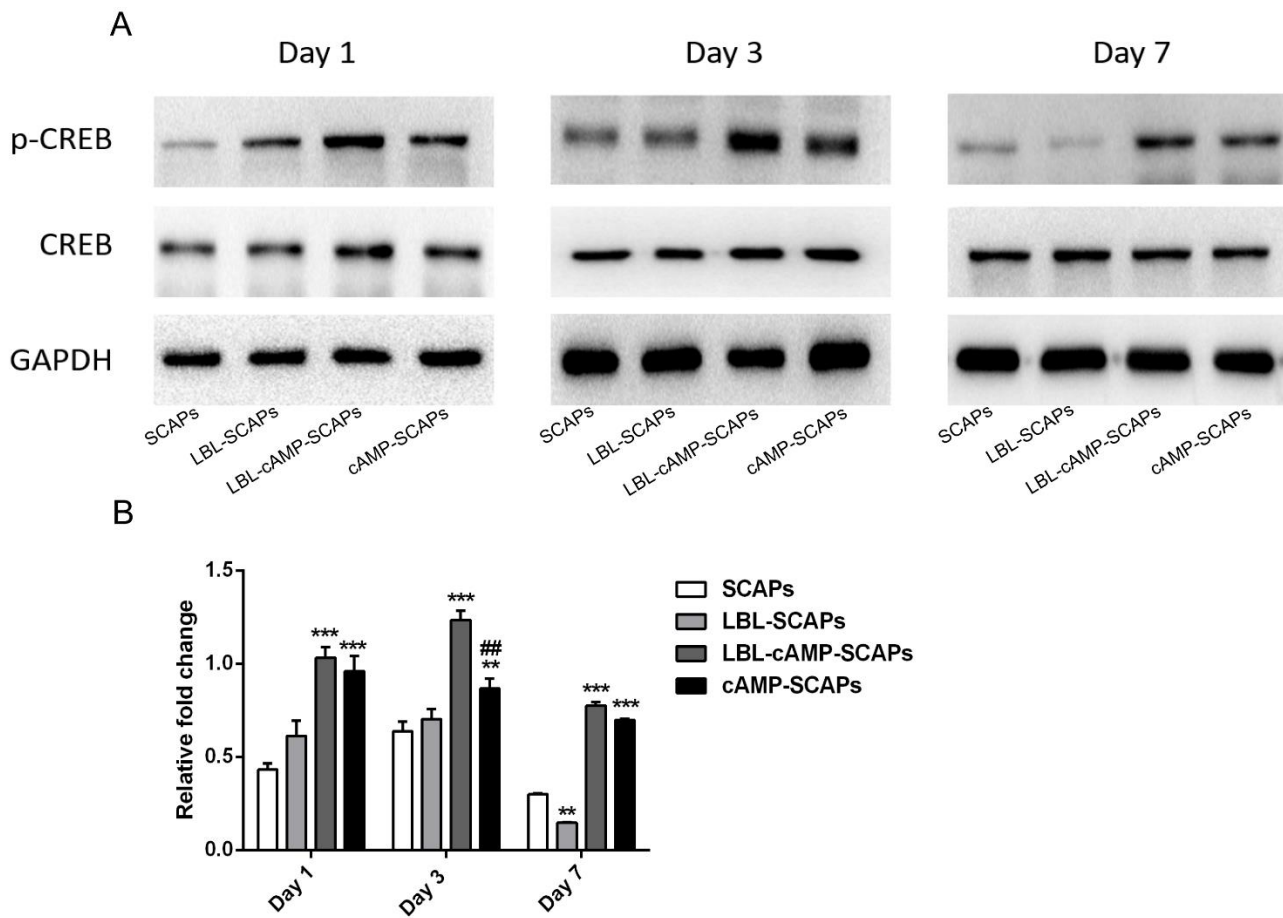 A
Day 1
Day 3
Day 7
p-CREB
CREB
GAPDH
SCAPs
LBL-SCAPs
LBL-cAMP-SCAPs
cAMP-SCAPs
SCAPs
LBL-SCAPs
LBL-cAMP-SCAPs
cAMP-SCAPs
SCAPs
LBL-SCAPs
LBL-cAMP-SCAPs
cAMP-SCAPs
B
Relative fold change
1.5
1.0
0.5
0.0
*** ***
***
##
**
**
*** ***
Day 1
Day 3
Day 7
SCAPs
LBL-SCAPs
LBL-cAMP-SCAPs
cAMP-SCAPs